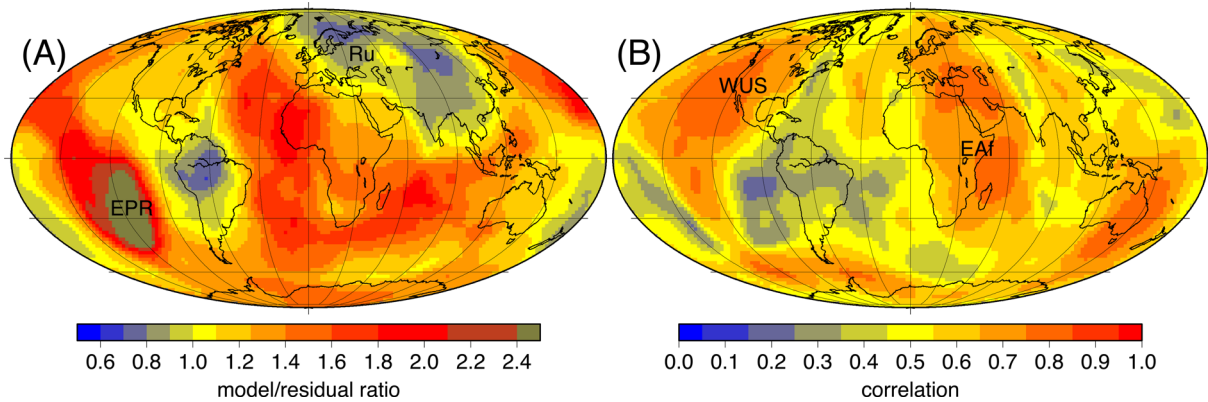 (A)
Ru
EPR
0.6 0.8 1.0 1.2 1.4 1.6 1.8 2.0 2.2 2.4
model/residual ratio
(B)
WUS
EAf
0.0 0.1 0.2 0.3 0.4 0.5 0.6 0.7 0.8 0.9 1.0
correlation